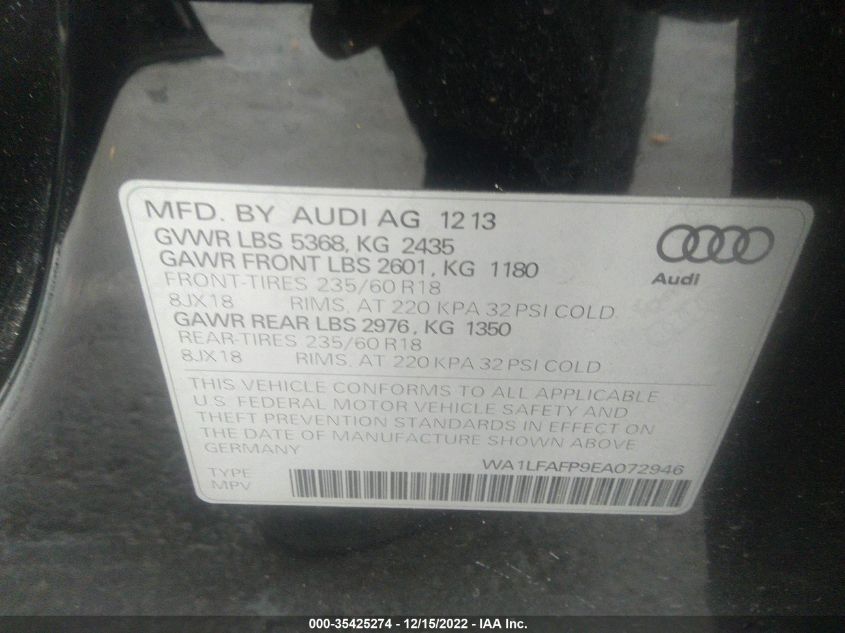 MFD. BY AUDI AG 12 13
GVWR LBS 5368, KG 2435
GAWR FRONT LBS 2601, KG 1180
FRONT-TIRES 235/60 R18
8JX18 RIMS, AT 220 KPA 32 PSI COLD
GAWR REAR LBS 2976, KG 1350
REAR-TIRES 235/60 R18
8JX18 RIMS, AT 220 KPA 32 PSI COLD
Audi
THIS VEHICLE CONFORMS TO ALL APPLICABLE
U.S. FEDERAL MOTOR VEHICLE SAFETY AND
THEFT PREVENTION STANDARDS IN EFFECT ON
THE DATE OF MANUFACTURE SHOWN ABOVE
GERMANY
WA1LFAFP9EA072946
TYPE
MPV
000-35425274 - 12/15/2022 - IAA Inc.